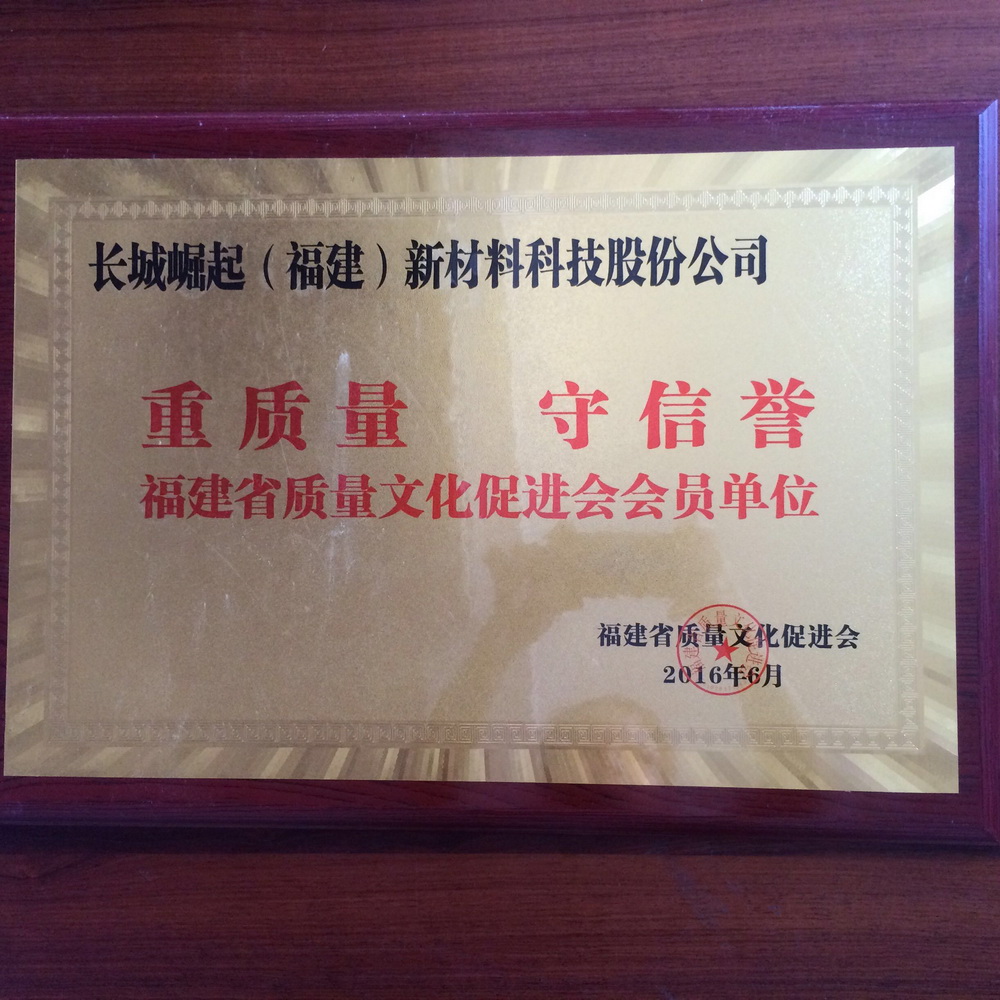 长城崛起（福建）新材料科技股份公司
重质量 守信誉
福建省质量文化促进会会员单位
福建省质量文化促进会
2016年6月